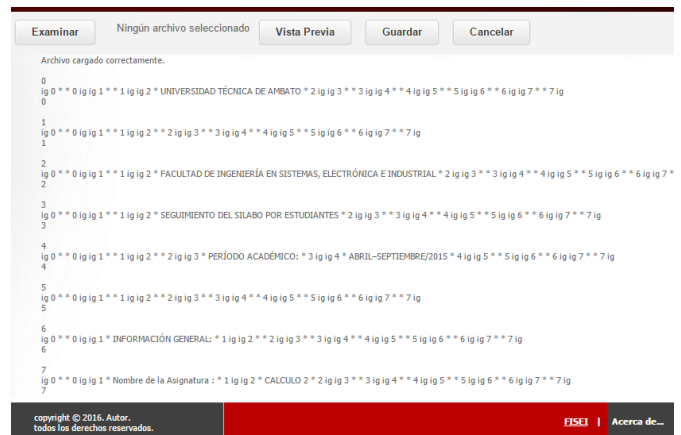 Examinar Ningún archivo seleccionado Vista Previa Guardar Cancelar
Archivo cargado correctamente.
0
ig 0 * * 0 ig ig 1 * * 1 ig ig 2 * UNIVERSIDAD TÉCNICA DE AMBATO * 2 ig ig 3 * * 3 ig ig 4 * * 4 ig ig 5 * * 5 ig ig 6 * * 6 ig ig 7 * * 7 ig
0
1
ig 0 * * 0 ig ig 1 * * 1 ig ig 2 * * 2 ig ig 3 * * 3 ig ig 4 * * 4 ig ig 5 * * 5 ig ig 6 * * 6 ig ig 7 * * 7 ig
1
2
ig 0 * * 0 ig ig 1 * * 1 ig ig 2 * FACULTAD DE INGENIERÍA EN SISTEMAS, ELECTRÓNICA E INDUSTRIAL * 2 ig ig 3 * * 3 ig ig 4 * * 4 ig ig 5 * * 5 ig ig 6 * * 6 ig ig 7 *
2
3
ig 0 * * 0 ig ig 1 * * 1 ig ig 2 * SEGUIMIENTO DEL SILABO POR ESTUDIANTES * 2 ig ig 3 * * 3 ig ig 4 * * 4 ig ig 5 * * 5 ig ig 6 * * 6 ig ig 7 * * 7 ig
3
4
ig 0 * * 0 ig ig 1 * * 1 ig ig 2 * * 2 ig ig 3 * PERÍODO ACADÉMICO: * 3 ig ig 4 * ABRIL–SEPTIEMBRE/2015 * 4 ig ig 5 * * 5 ig ig 6 * * 6 ig ig 7 * * 7 ig
4
5
ig 0 * * 0 ig ig 1 * * 1 ig ig 2 * * 2 ig ig 3 * * 3 ig ig 4 * * 4 ig ig 5 * * 5 ig ig 6 * * 6 ig ig 7 * * 7 ig
5
6
ig 0 * * 0 ig ig 1 * INFORMACIÓN GENERAL: * 1 ig ig 2 * * 2 ig ig 3 * * 3 ig ig 4 * * 4 ig ig 5 * * 5 ig ig 6 * * 6 ig ig 7 * * 7 ig
6
7
ig 0 * * 0 ig ig 1 * Nombre de la Asignatura : * 1 ig ig 2 * CALCULO 2 * 2 ig ig 3 * * 3 ig ig 4 * * 4 ig ig 5 * * 5 ig ig 6 * * 6 ig ig 7 * * 7 ig
7
copyright © 2016. Autor.
todos los derechos reservados.
FISEI | Acerca de...